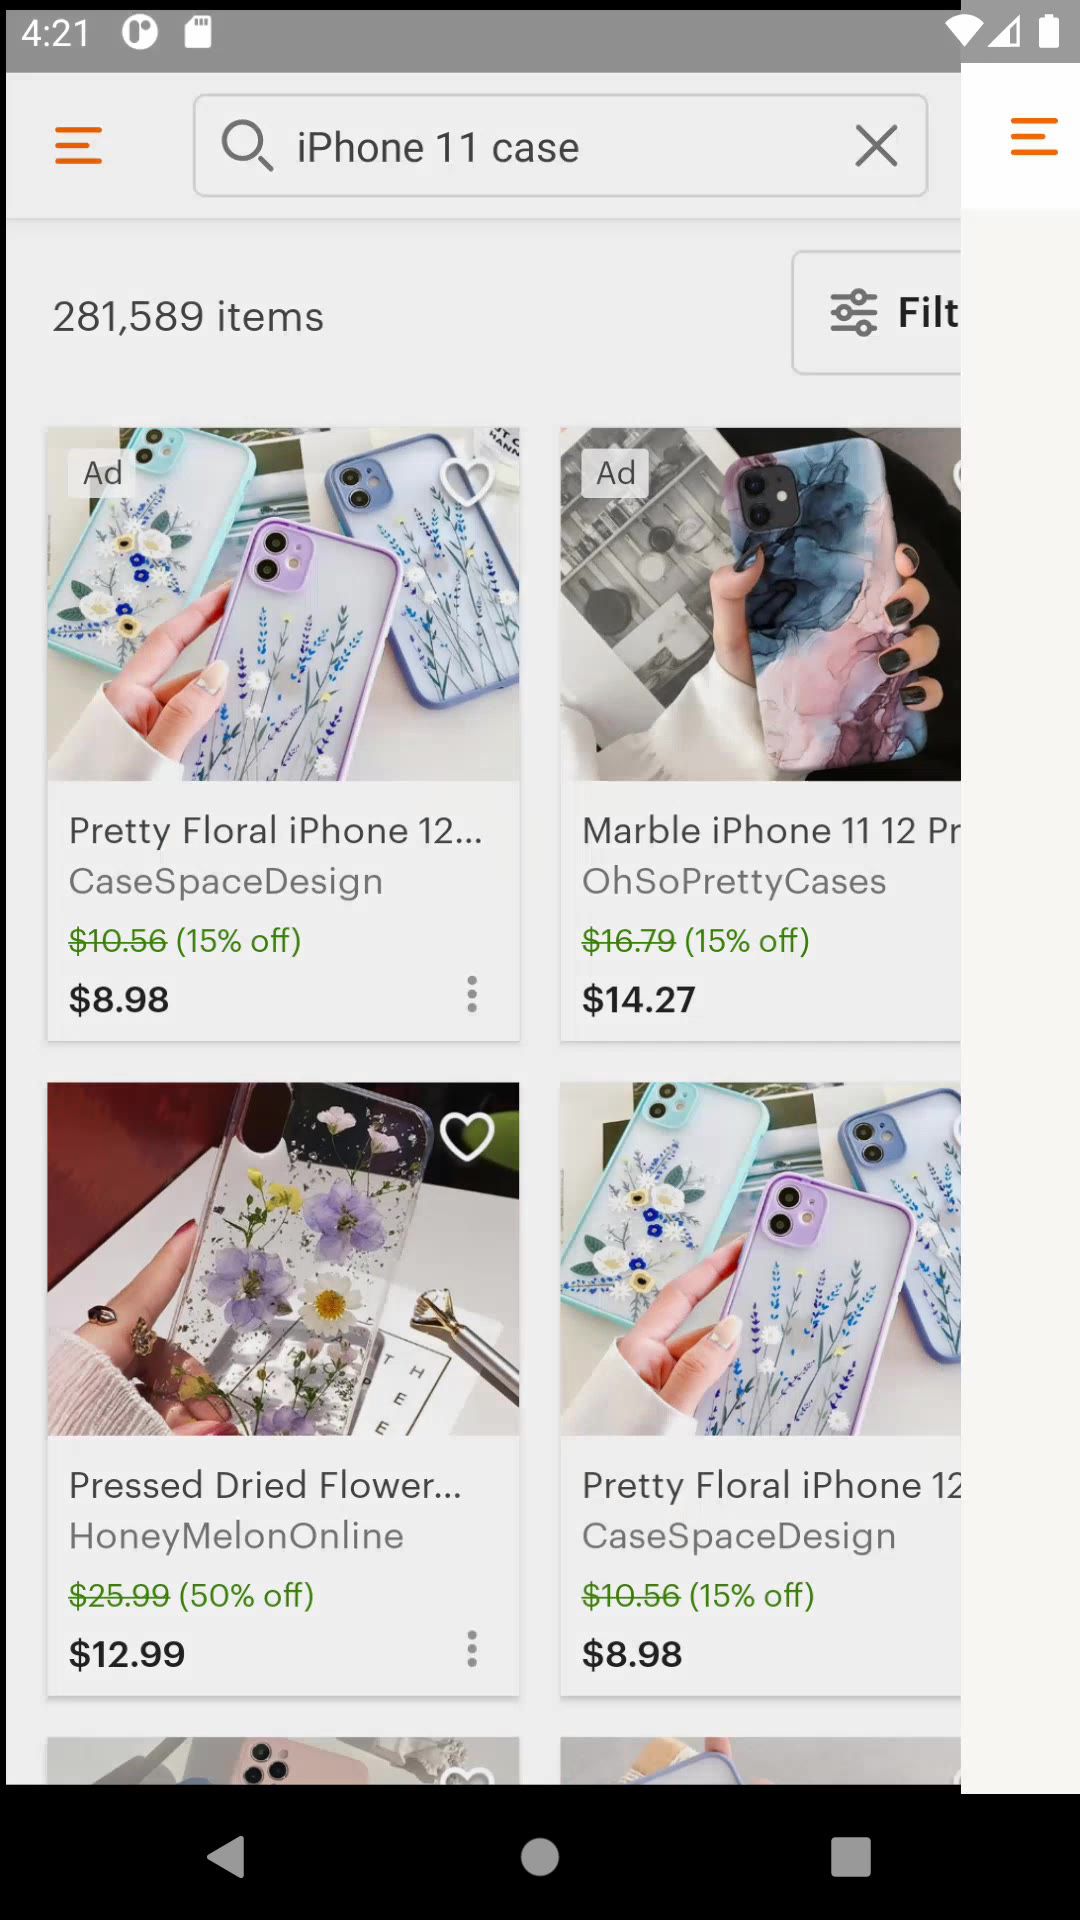 4:21
iPhone 11 case
281,589 items
Filt
Ad
Ad
Pretty Floral iPhone 12...
CaseSpaceDesign
$10.56 (15% off)
$8.98
Marble iPhone 11 12 Pr
OhSoPrettyCases
$16.79 (15% off)
$14.27
THE
Pressed Dried Flower...
HoneyMelonOnline
$25.99 (50% off)
$12.99
Pretty Floral iPhone 12
CaseSpaceDesign
$10.56 (15% off)
$8.98